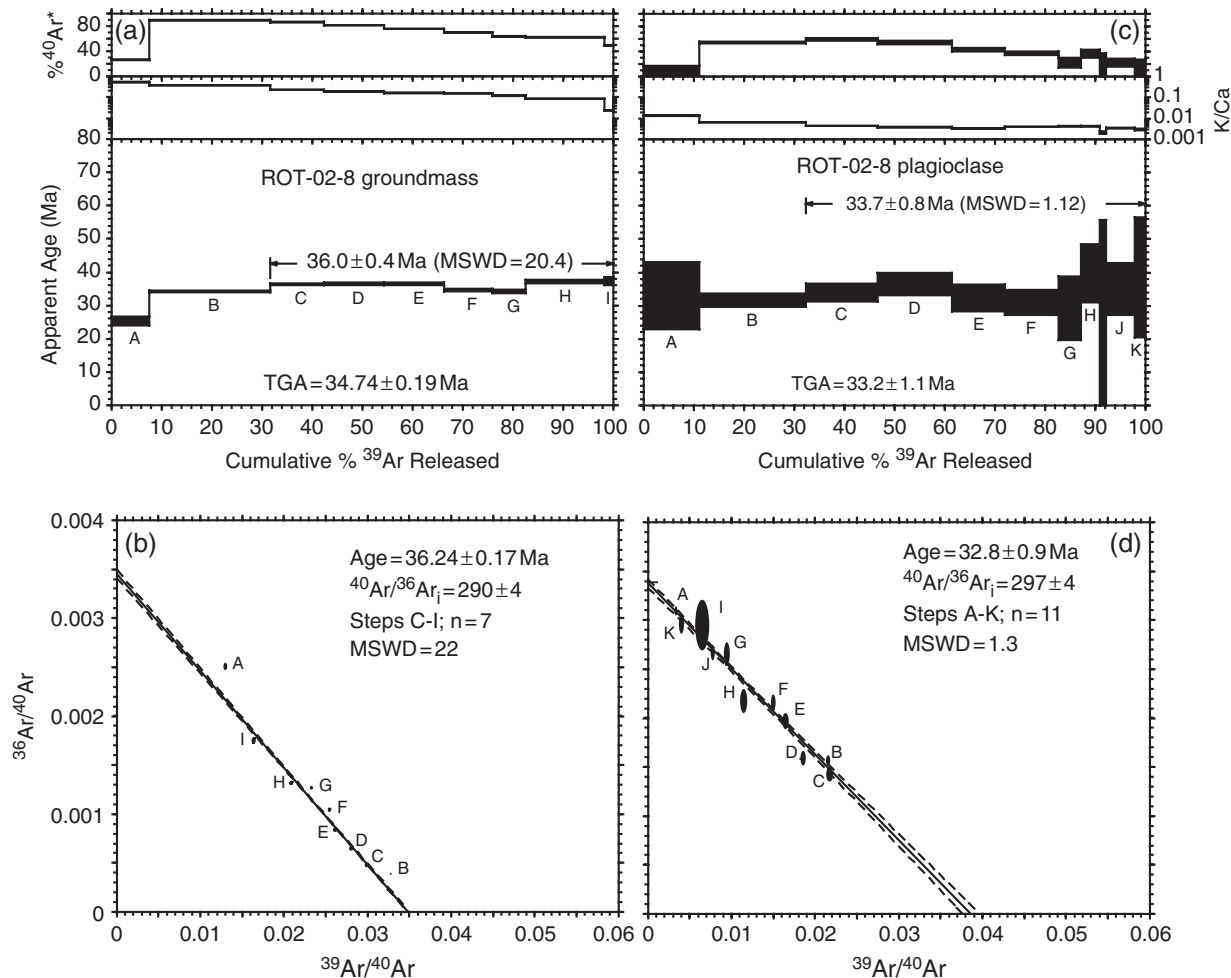 (a)
%⁴⁰Ar*
80
40
0
80
70
60
50
40
30
20
10
0
Apparent Age (Ma)
ROT-02-8 groundmass
36.0±0.4 Ma (MSWD=20.4)
A
B
C
D
E
F
G
H
I
TGA=34.74±0.19 Ma
0 10 20 30 40 50 60 70 80 90 100
Cumulative % ³⁹Ar Released
(c)
1
0.1
0.01
0.001
K/Ca
ROT-02-8 plagioclase
33.7±0.8 Ma (MSWD=1.12)
A
B
C
D
E
F
G
H
J
K
TGA=33.2±1.1 Ma
0 10 20 30 40 50 60 70 80 90 100
Cumulative % ³⁹Ar Released
(b)
0.004
0.003
0.002
0.001
0
³⁶Ar/⁴⁰Ar
Age=36.24±0.17 Ma
⁴⁰Ar/³⁶Arᵢ=290±4
Steps C-I; n=7
MSWD=22
A
I
H
G
F
E
D
C
B
0 0.01 0.02 0.03 0.04 0.05 0.06
³⁹Ar/⁴⁰Ar
(d)
Age=32.8±0.9 Ma
⁴⁰Ar/³⁶Arᵢ=297±4
Steps A-K; n=11
MSWD=1.3
A
I
K
J
G
H
F
E
D
B
C
0 0.01 0.02 0.03 0.04 0.05 0.06
³⁹Ar/⁴⁰Ar